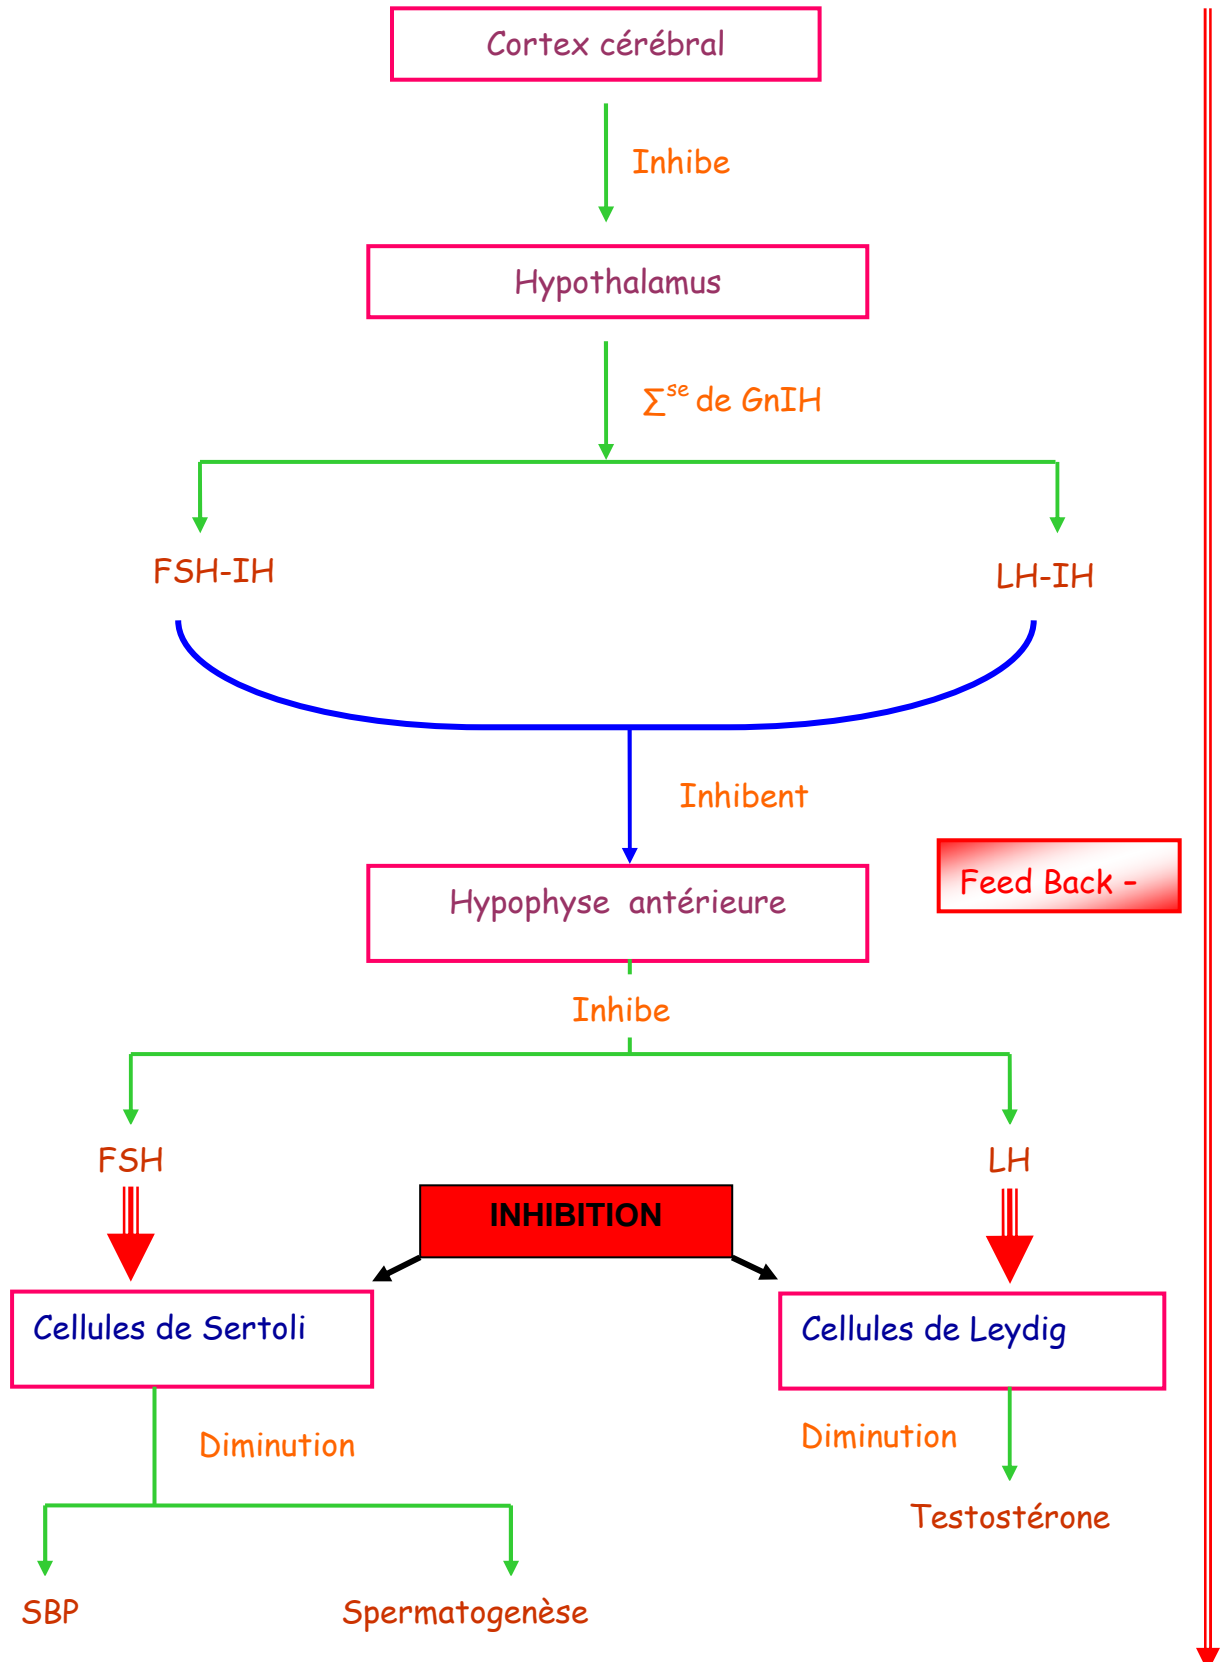 Cortex cérébral
Inhibe
Hypothalamus
∑se de GnIH
FSH-IH
LH-IH
Inhibent
Feed Back –
Hypophyse antérieure
Inhibe
FSH
LH
INHIBITION
Cellules de Sertoli
Cellules de Leydig
Diminution
Diminution
Testostérone
SBP
Spermatogenèse